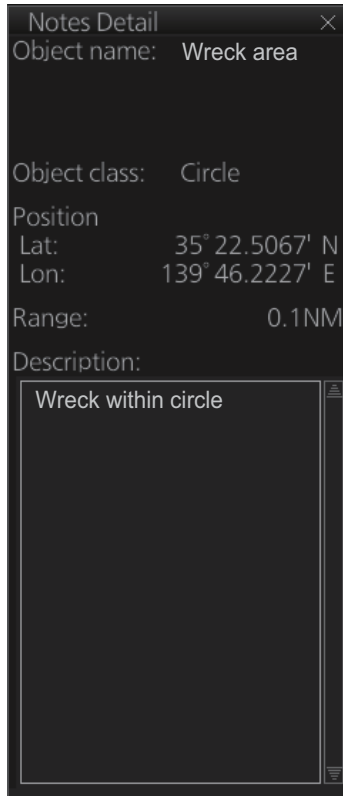 Notes Detail
Object name: Wreck area
Object class: Circle
Position
Lat: 35° 22.5067' N
Lon: 139° 46.2227' E
Range: 0.1NM
Description:
Wreck within circle